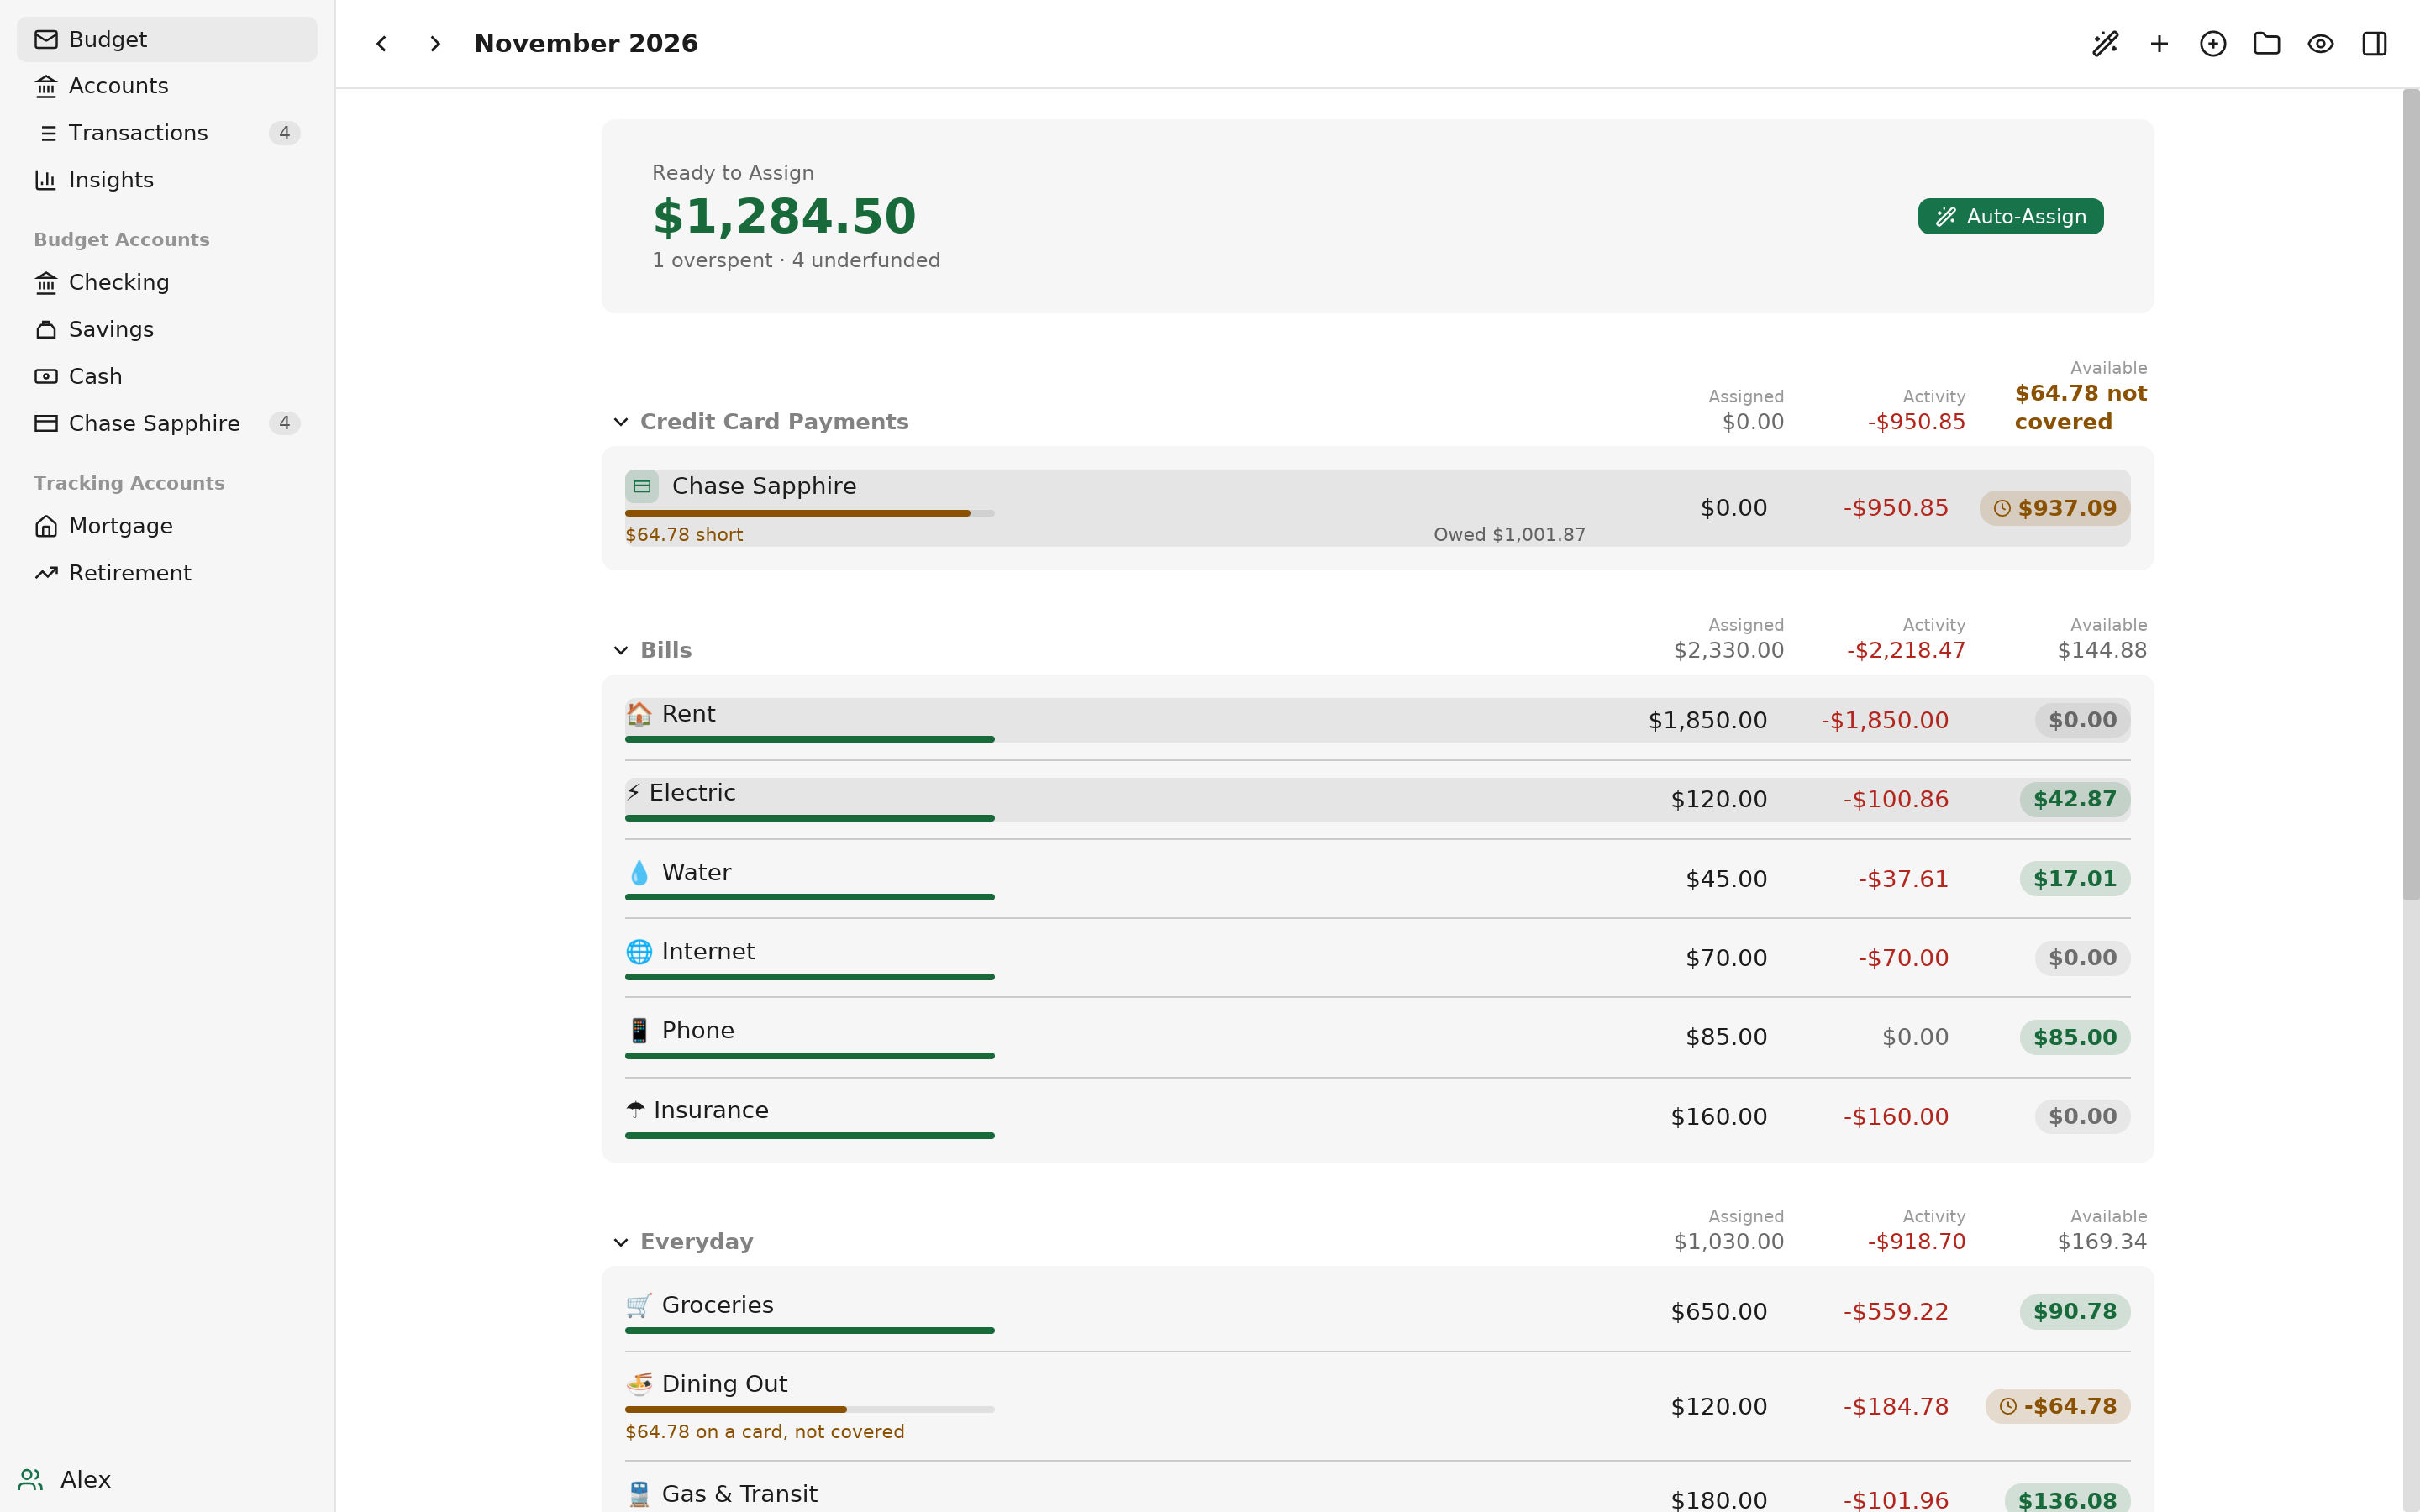 Budget
Accounts
Transactions 4
Insights
Budget Accounts
Checking
Savings
Cash
Chase Sapphire 4
Tracking Accounts
Mortgage
Retirement
Alex
November 2026
Ready to Assign
$1,284.50
1 overspent · 4 underfunded
Auto-Assign
Credit Card Payments
Assigned
$0.00
Activity
-$950.85
Available
$64.78 not
covered
Chase Sapphire
$64.78 short
Owed $1,001.87
$0.00 -$950.85 $937.09
Bills
Assigned
$2,330.00
Activity
-$2,218.47
Available
$144.88
Rent $1,850.00 -$1,850.00 $0.00
Electric $120.00 -$100.86 $42.87
Water $45.00 -$37.61 $17.01
Internet $70.00 -$70.00 $0.00
Phone $85.00 $0.00 $85.00
Insurance $160.00 -$160.00 $0.00
Everyday
Assigned
$1,030.00
Activity
-$918.70
Available
$169.34
Groceries $650.00 -$559.22 $90.78
Dining Out $120.00 -$184.78 -$64.78
$64.78 on a card, not covered
Gas & Transit $180.00 -$101.96 $136.08